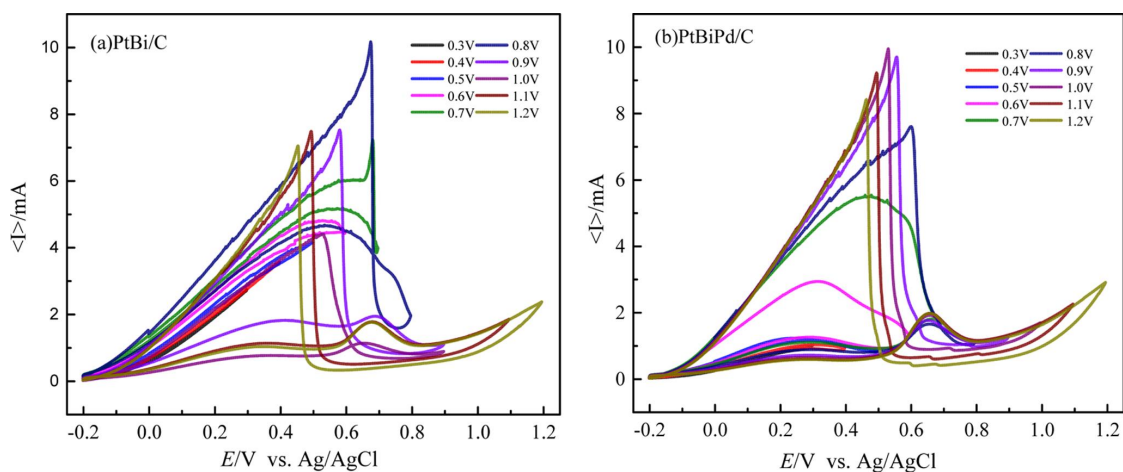 (a)PtBi/C
0.3V 0.8V
0.4V 0.9V
0.5V 1.0V
0.6V 1.1V
0.7V 1.2V
10
8
6
4
2
0
<I>/mA
-0.2 0.0 0.2 0.4 0.6 0.8 1.0 1.2
E/V vs. Ag/AgCl
(b)PtBiPd/C
0.3V 0.8V
0.4V 0.9V
0.5V 1.0V
0.6V 1.1V
0.7V 1.2V
10
8
6
4
2
0
<I>/mA
-0.2 0.0 0.2 0.4 0.6 0.8 1.0 1.2
E/V vs. Ag/AgCl